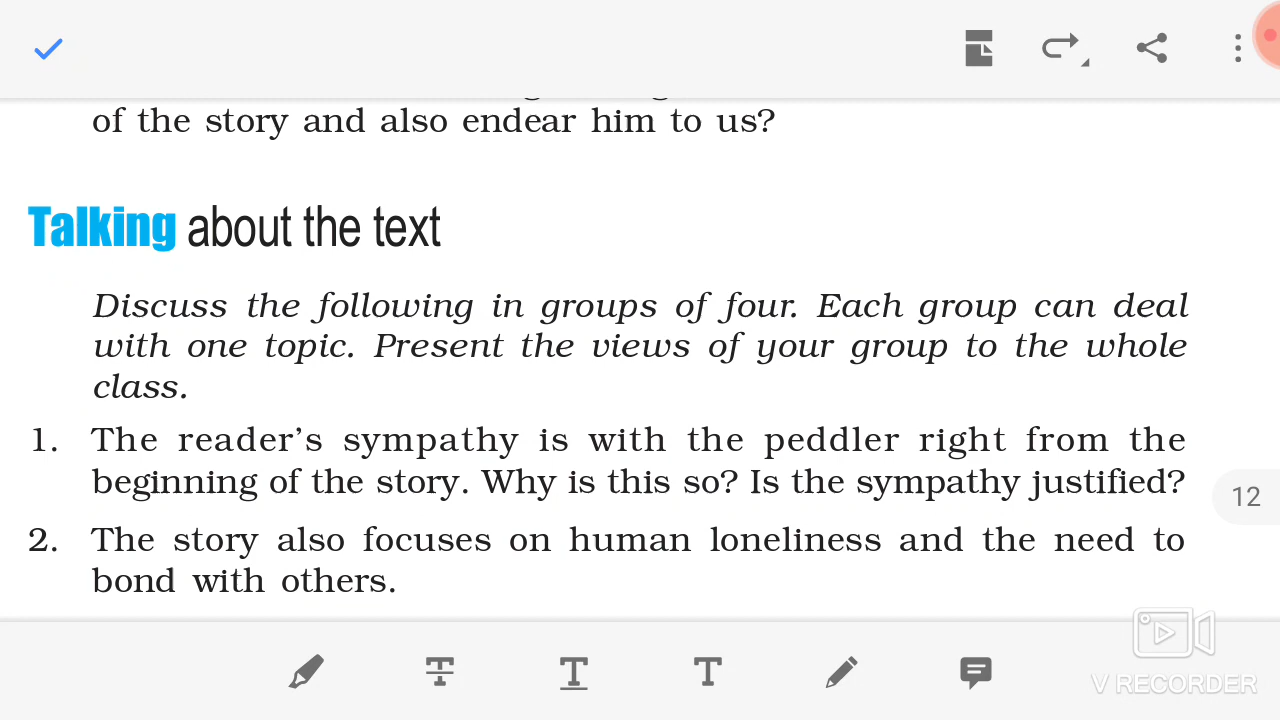 of the story and also endear him to us?
Talking about the text
Discuss the following in groups of four. Each group can deal
with one topic. Present the views of your group to the whole
class.
1. The reader's sympathy is with the peddler right from the
beginning of the story. Why is this so? Is the sympathy justified?
12
2. The story also focuses on human loneliness and the need to
bond with others.
T T T
V RECORDER